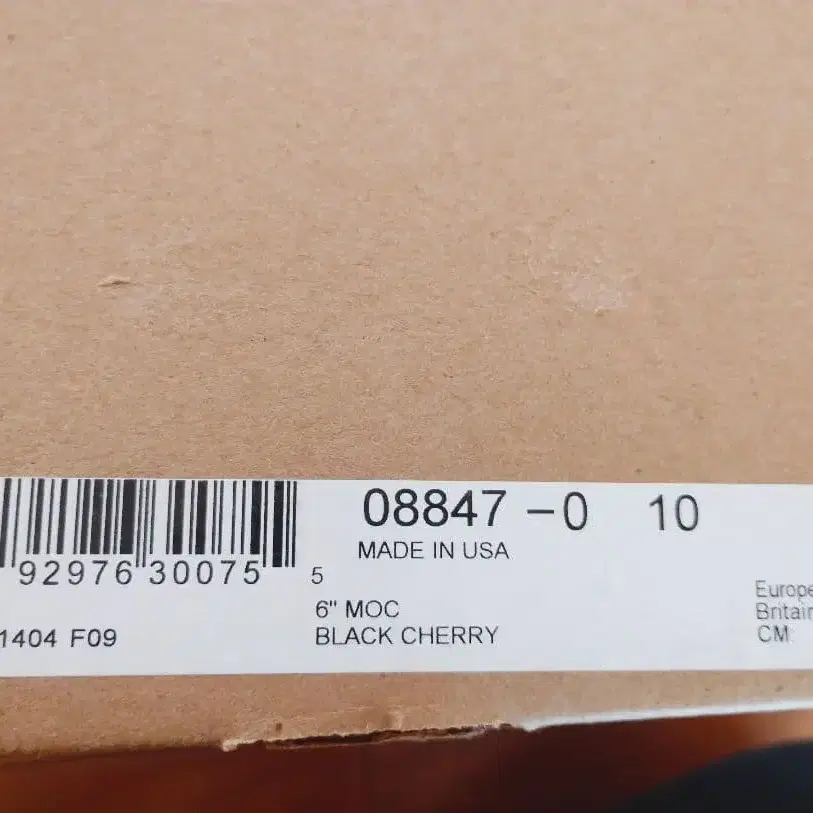 08847 -0 10
MADE IN USA
92976 30075 5
6" MOC
1404 F09
BLACK CHERRY
Europe
Britain
CM: